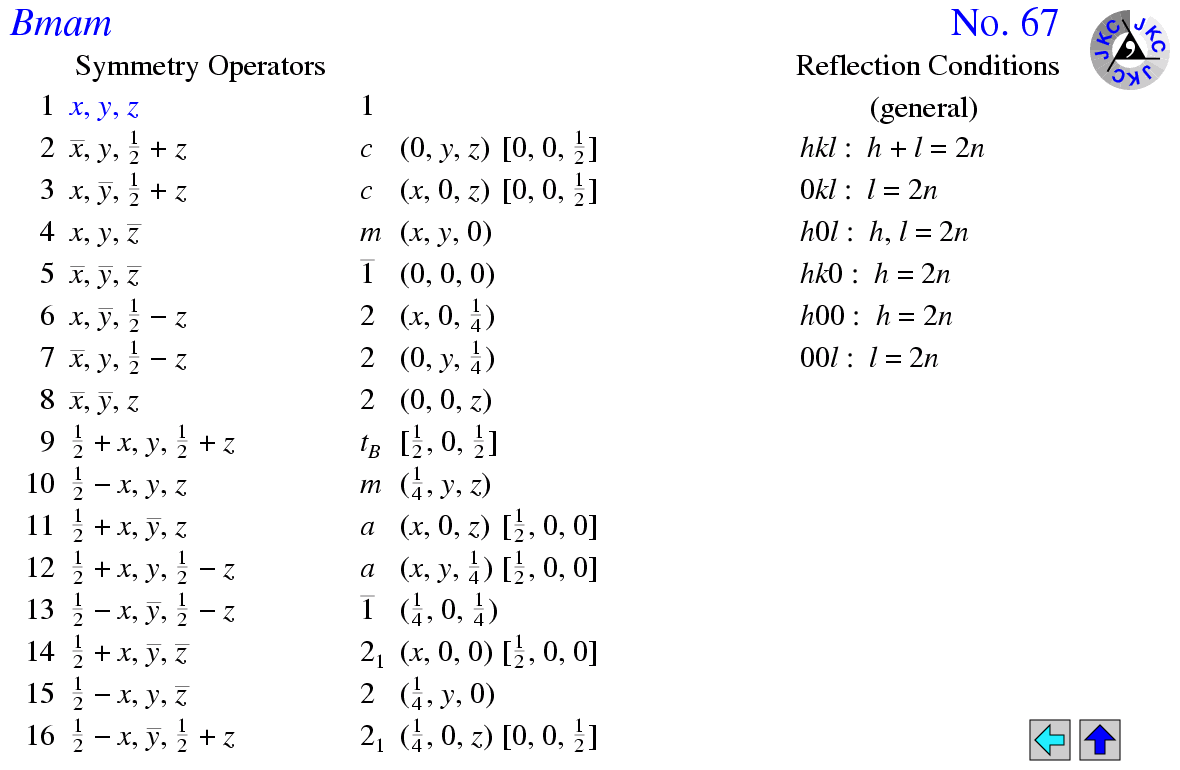 Bmam No. 67
JKC JKC JKC JKC
Symmetry Operators Reflection Conditions
1 x, y, z 1 (general)
2 x̅, y, ½ + z c (0, y, z) [0, 0, ½] hkl : h + l = 2n
3 x, y̅, ½ + z c (x, 0, z) [0, 0, ½] 0kl : l = 2n
4 x, y, z̅ m (x, y, 0) h0l : h, l = 2n
5 x̅, y̅, z̅ 1̅ (0, 0, 0) hk0 : h = 2n
6 x, y̅, ½ − z 2 (x, 0, ¼) h00 : h = 2n
7 x̅, y, ½ − z 2 (0, y, ¼) 00l : l = 2n
8 x̅, y̅, z 2 (0, 0, z)
9 ½ + x, y, ½ + z t_B [½, 0, ½]
10 ½ − x, y, z m (¼, y, z)
11 ½ + x, y̅, z a (x, 0, z) [½, 0, 0]
12 ½ + x, y, ½ − z a (x, y, ¼) [½, 0, 0]
13 ½ − x, y̅, ½ − z 1̅ (¼, 0, ¼)
14 ½ + x, y̅, z̅ 2₁ (x, 0, 0) [½, 0, 0]
15 ½ − x, y, z̅ 2 (¼, y, 0)
16 ½ − x, y̅, ½ + z 2₁ (¼, 0, z) [0, 0, ½]